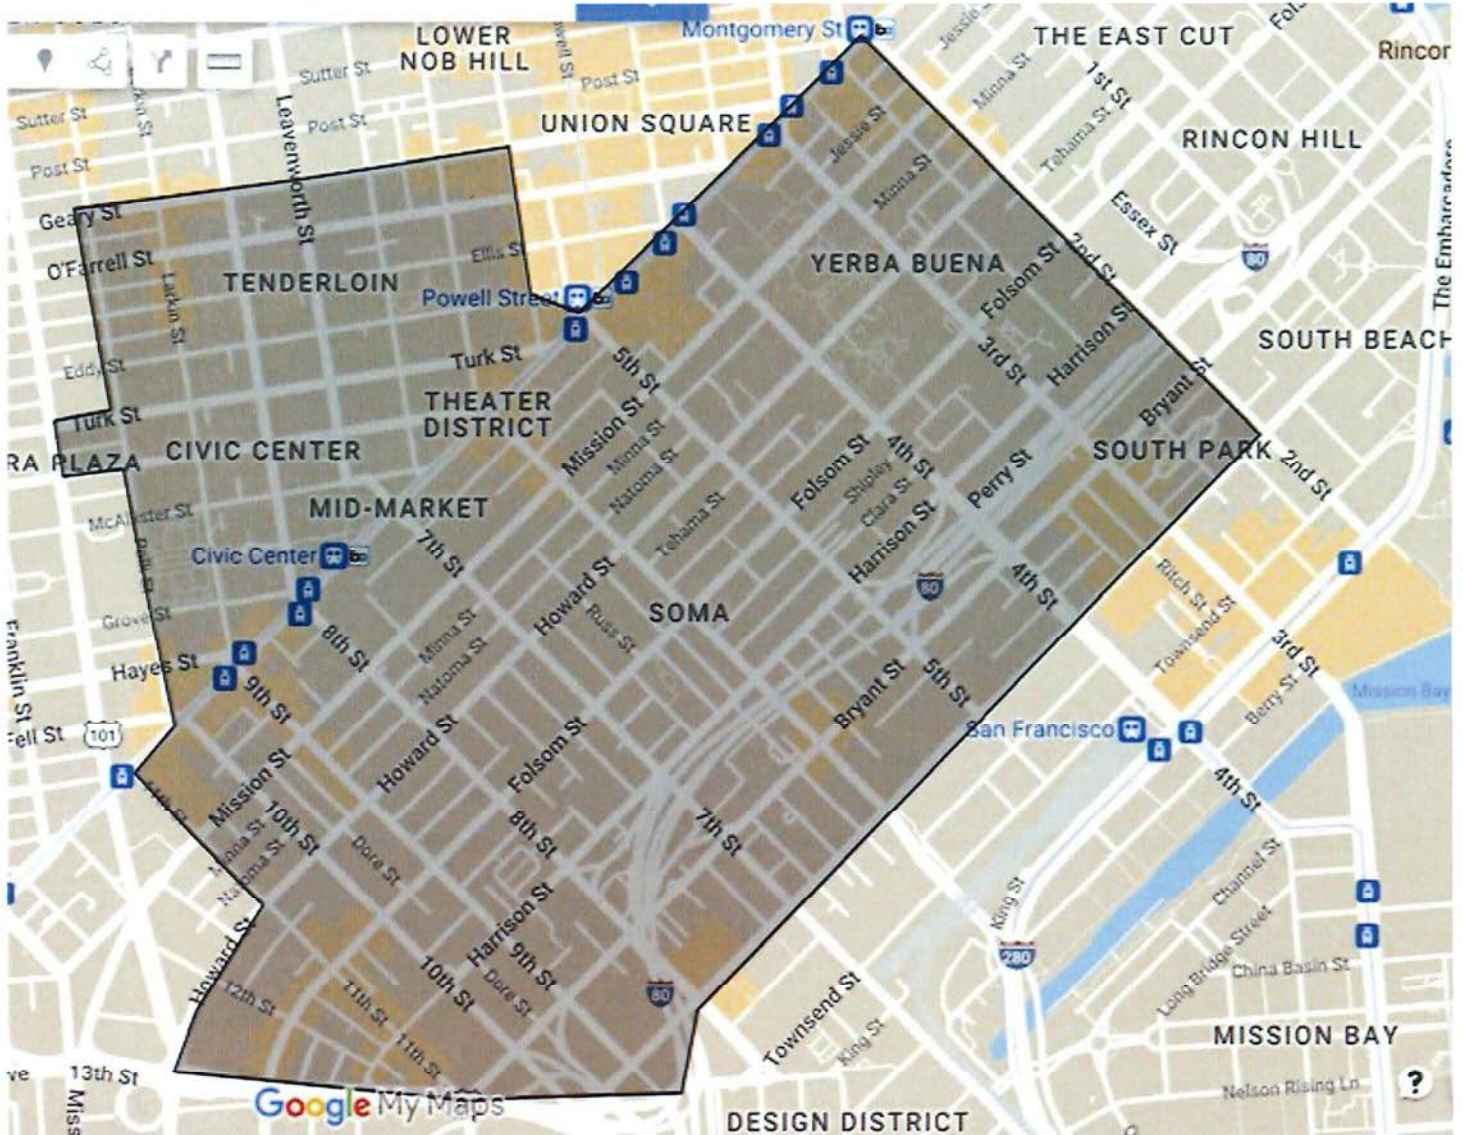 Montgomery St
Jessie St
THE EAST CUT
Rincor
LOWER
NOB HILL
Sutter St
Post St
1st St
Minna St
Sutter St
Post St
UNION SQUARE
Tehama St
RINCON HILL
Leavenworth St
Jessie St
Minna St
Post St
Essex St
80
The Embarcadero
Geary St
O'Farrell St
Ellis St
TENDERLOIN
YERBA BUENA
Folsom St
2nd St
Powell Street
Larkin St
Harrison St
SOUTH BEACH
Eddy St
Turk St
5th St
3rd St
Bryant St
Turk St
THEATER
DISTRICT
Mission St
Minna St
Natoma St
RA PLAZA
CIVIC CENTER
Folsom St
4th St
Shipley
Clara St
Perry St
SOUTH PARK
2nd St
MID-MARKET
McAllister St
Tehama St
Harrison St
7th St
Civic Center
Howard St
80
4th St
Ritch St
Grove St
SOMA
Russ St
Minna St
Natoma St
8th St
Townsend St
3rd St
Franklin St
Hayes St
9th St
Bryant St
5th St
Berry St
Mission Bay
Fell St
101
Howard St
Folsom St
San Francisco
Mission St
10th St
4th St
Natoma St
Dore St
8th St
7th St
Channel St
Harrison St
9th St
King St
Howard St
12th St
11th St
10th St
Dore St
80
280
Long Bridge Street
China Basin St
11th St
Townsend St
King St
MISSION BAY
ve
13th St
Miss
Google My Maps
Nelson Rising Ln
?
DESIGN DISTRICT